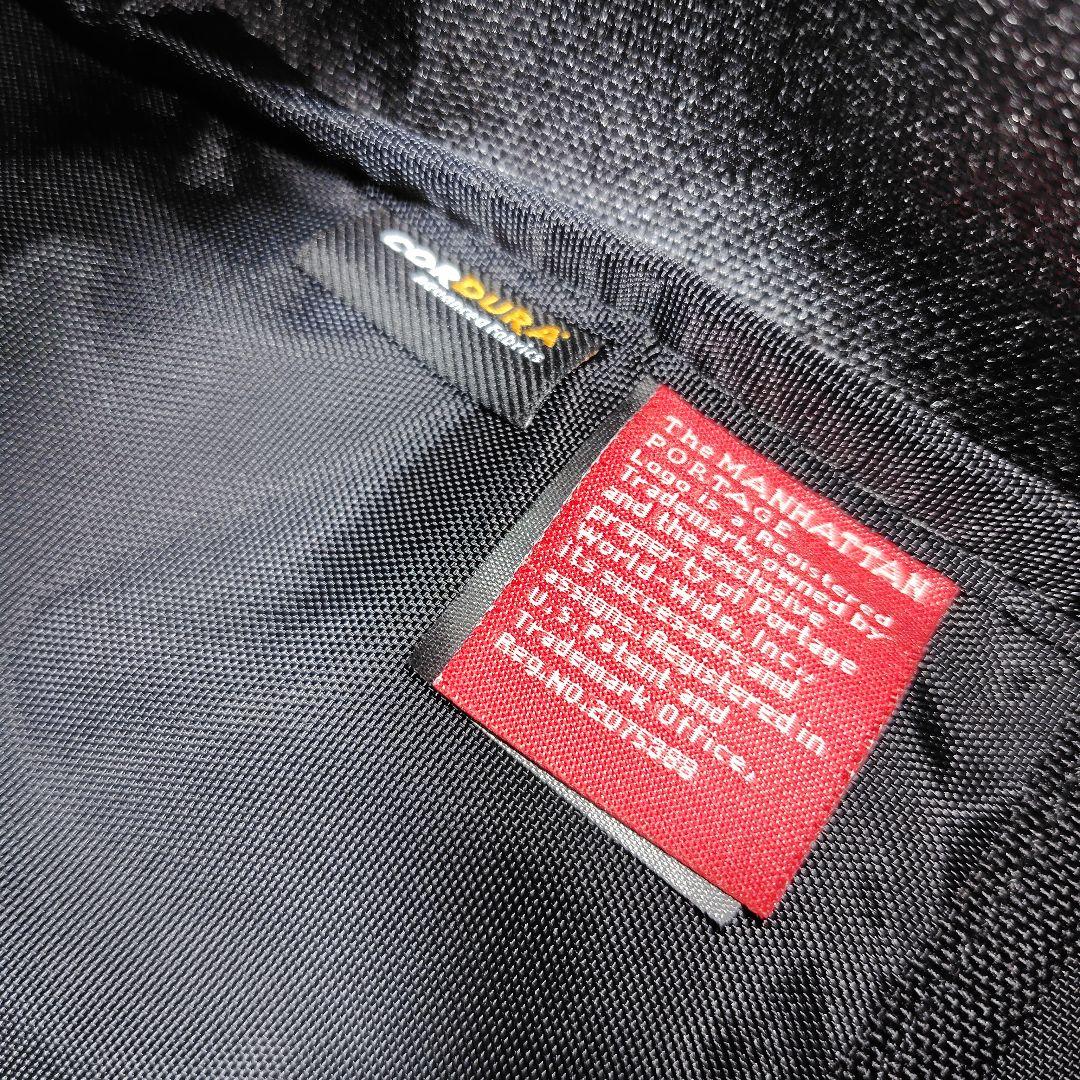 CORDURA®
Advanced Fabrics
The MANHATTAN
PORTAGE
Logo is a Registered
Trademark, owned by
and the exclusive
property of Portage
World-Wide, Inc.,
its successors and
assigns. Registered in
U.S. Patent and
Trademark Office,
Reg.NO.2075388